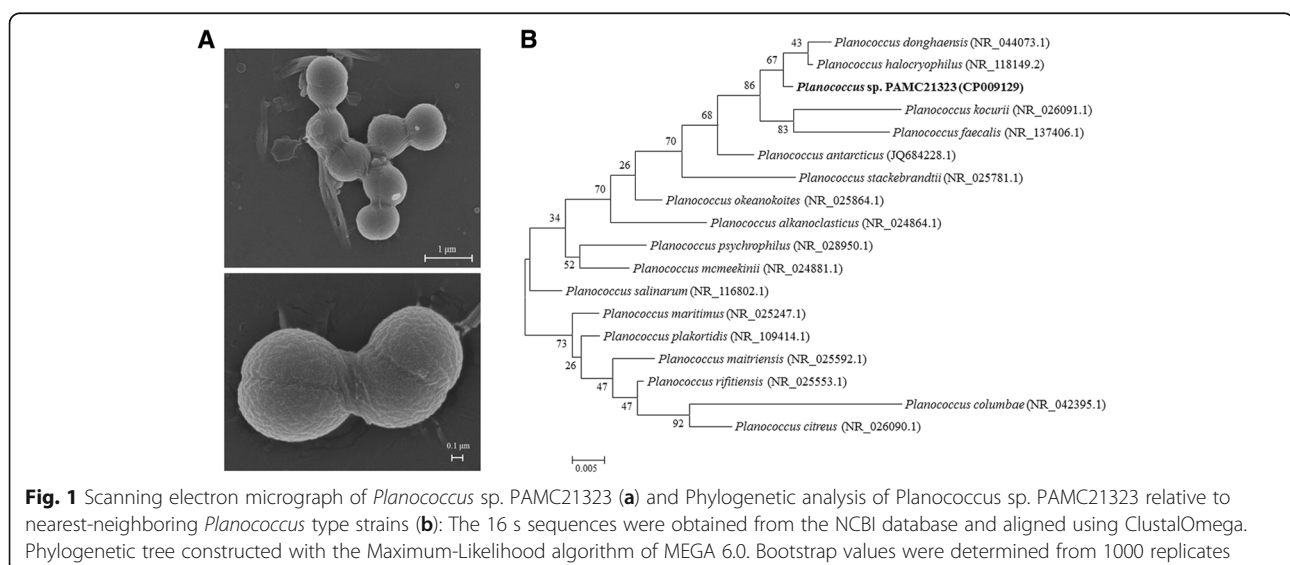 A
B
1 µm
0.1 µm
43
Planococcus donghaensis (NR_044073.1)
67
Planococcus halocryophilus (NR_118149.2)
86
Planococcus sp. PAMC21323 (CP009129)
Planococcus kocurii (NR_026091.1)
68
83
Planococcus faecalis (NR_137406.1)
70
Planococcus antarcticus (JQ684228.1)
26
Planococcus stackebrandtii (NR_025781.1)
70
Planococcus okeanokoites (NR_025864.1)
34
Planococcus alkanoclasticus (NR_024864.1)
Planococcus psychrophilus (NR_028950.1)
52
Planococcus mcmeekinii (NR_024881.1)
Planococcus salinarum (NR_116802.1)
Planococcus maritimus (NR_025247.1)
73
Planococcus plakortidis (NR_109414.1)
26
Planococcus maitriensis (NR_025592.1)
47
Planococcus rifitiensis (NR_025553.1)
47
Planococcus columbae (NR_042395.1)
92
Planococcus citreus (NR_026090.1)
0.005
Fig. 1 Scanning electron micrograph of Planococcus sp. PAMC21323 (a) and Phylogenetic analysis of Planococcus sp. PAMC21323 relative to
nearest-neighboring Planococcus type strains (b): The 16 s sequences were obtained from the NCBI database and aligned using ClustalOmega.
Phylogenetic tree constructed with the Maximum-Likelihood algorithm of MEGA 6.0. Bootstrap values were determined from 1000 replicates